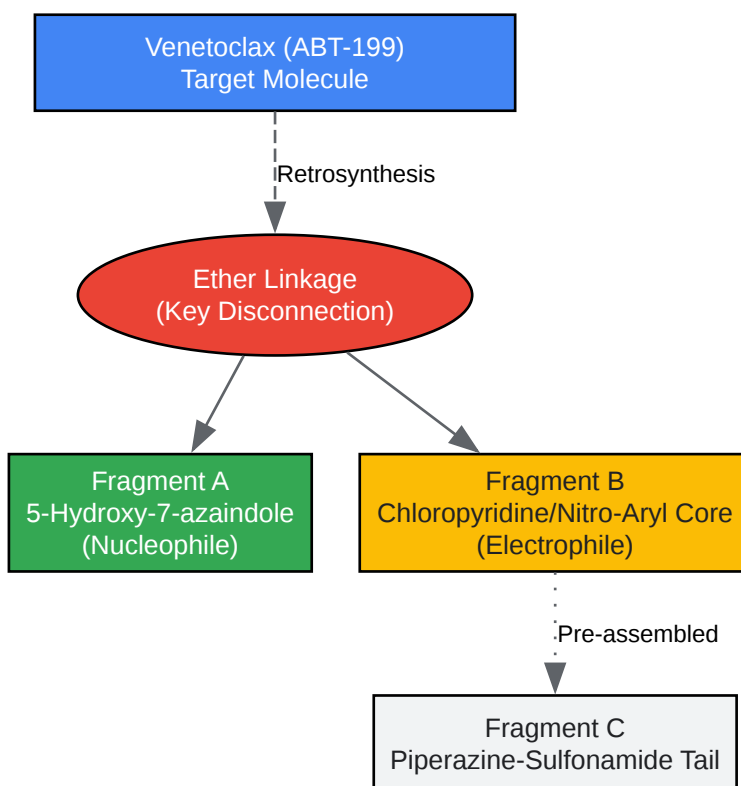 Venetoclax (ABT-199)
Target Molecule
Retrosynthesis
Ether Linkage
(Key Disconnection)
Fragment A
5-Hydroxy-7-azaindole
(Nucleophile)
Fragment B
Chloropyridine/Nitro-Aryl Core
(Electrophile)
Pre-assembled
Fragment C
Piperazine-Sulfonamide Tail